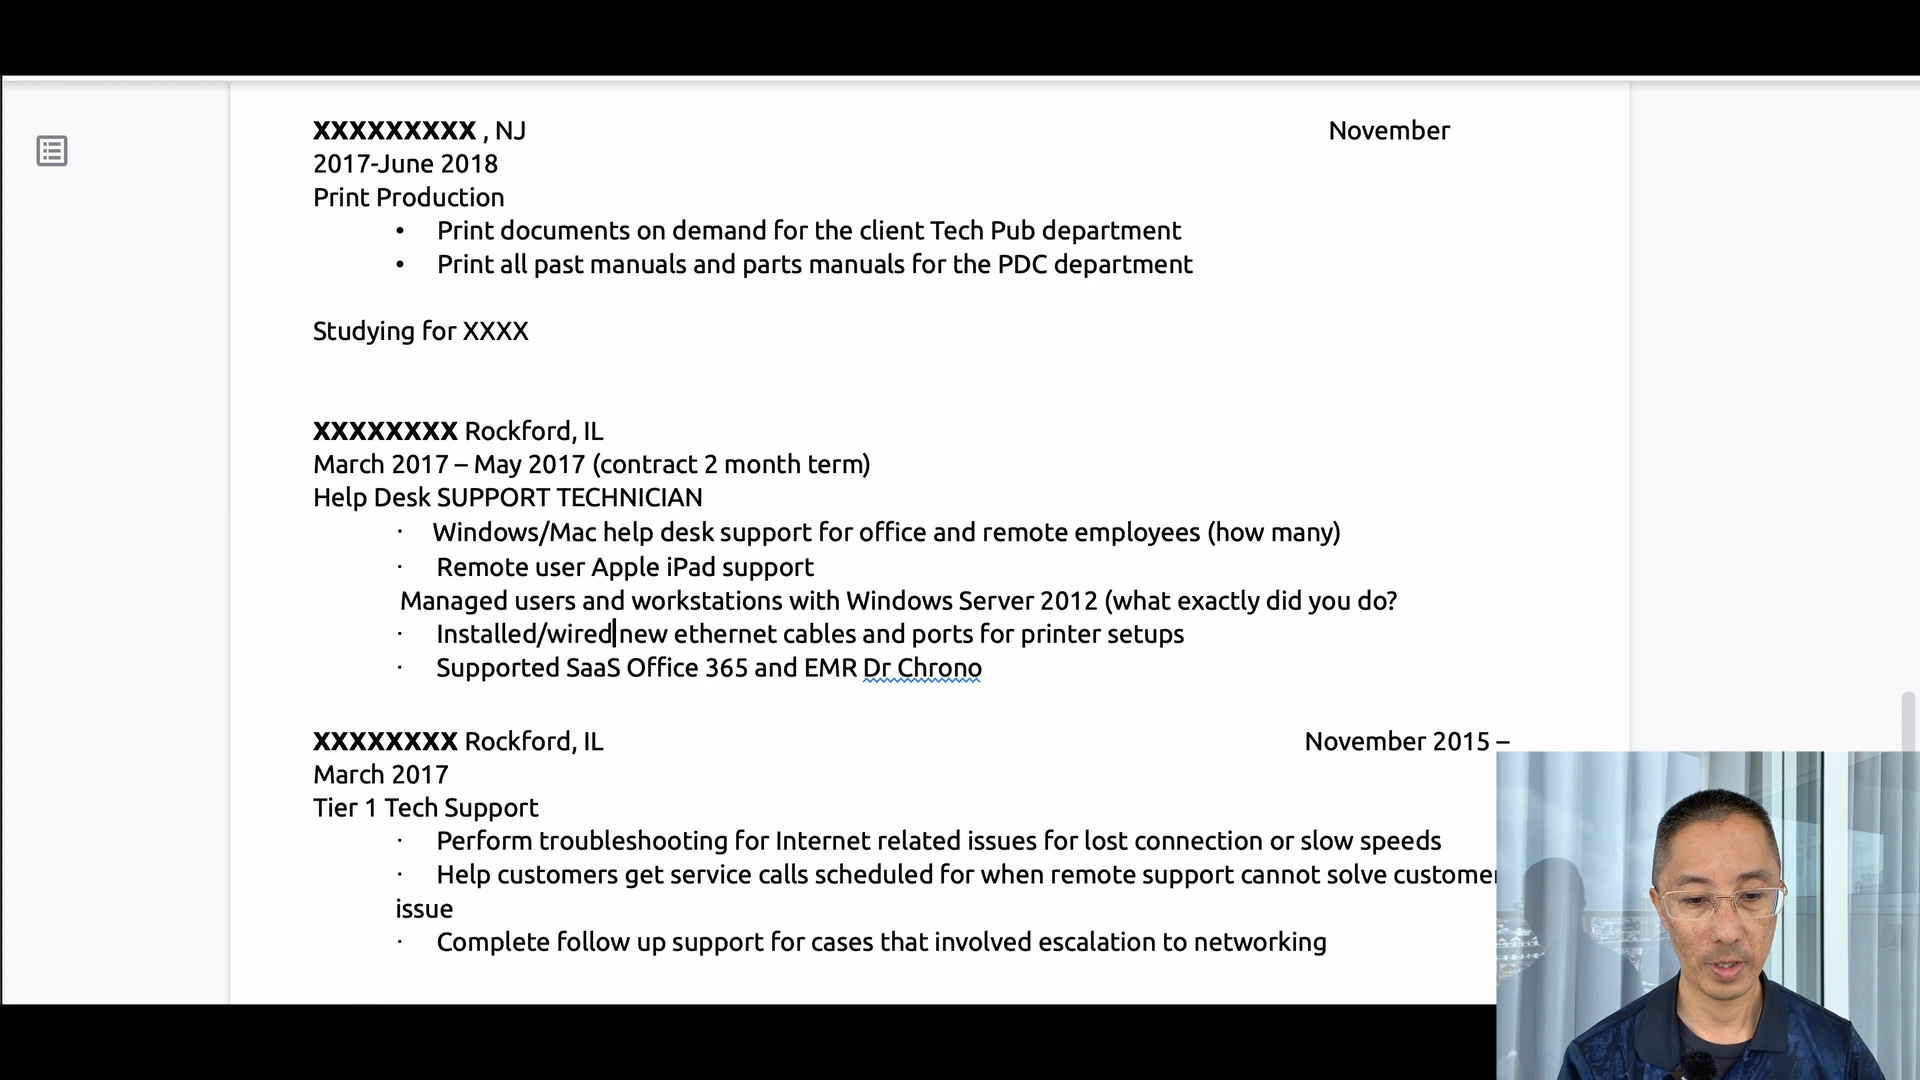 XXXXXXXXX , NJ November
2017-June 2018
Print Production
• Print documents on demand for the client Tech Pub department
• Print all past manuals and parts manuals for the PDC department
Studying for XXXX
XXXXXXXX Rockford, IL
March 2017 – May 2017 (contract 2 month term)
Help Desk SUPPORT TECHNICIAN
· Windows/Mac help desk support for office and remote employees (how many)
· Remote user Apple iPad support
Managed users and workstations with Windows Server 2012 (what exactly did you do?
· Installed/wired new ethernet cables and ports for printer setups
· Supported SaaS Office 365 and EMR Dr Chrono
XXXXXXXX Rockford, IL November 2015 –
March 2017
Tier 1 Tech Support
· Perform troubleshooting for Internet related issues for lost connection or slow speeds
· Help customers get service calls scheduled for when remote support cannot solve customer
issue
· Complete follow up support for cases that involved escalation to networking